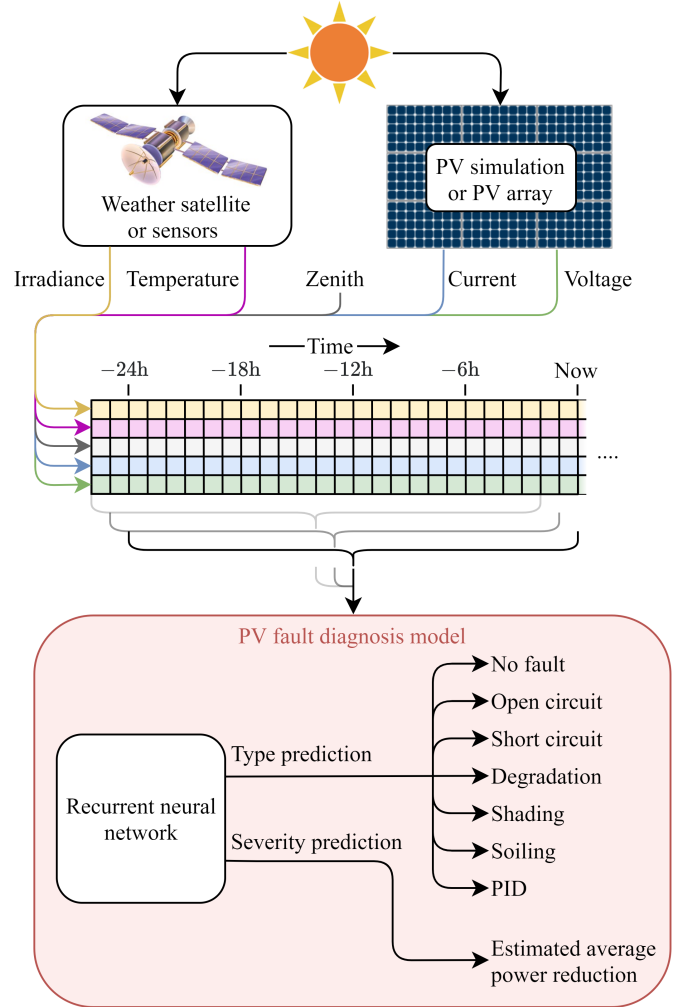 Weather satellite
or sensors
PV simulation
or PV array
Irradiance Temperature Zenith Current Voltage
Time
−24h −18h −12h −6h Now
....
PV fault diagnosis model
No fault
Open circuit
Short circuit
Type prediction
Degradation
Recurrent neural
network
Shading
Severity prediction
Soiling
PID
Estimated average
power reduction